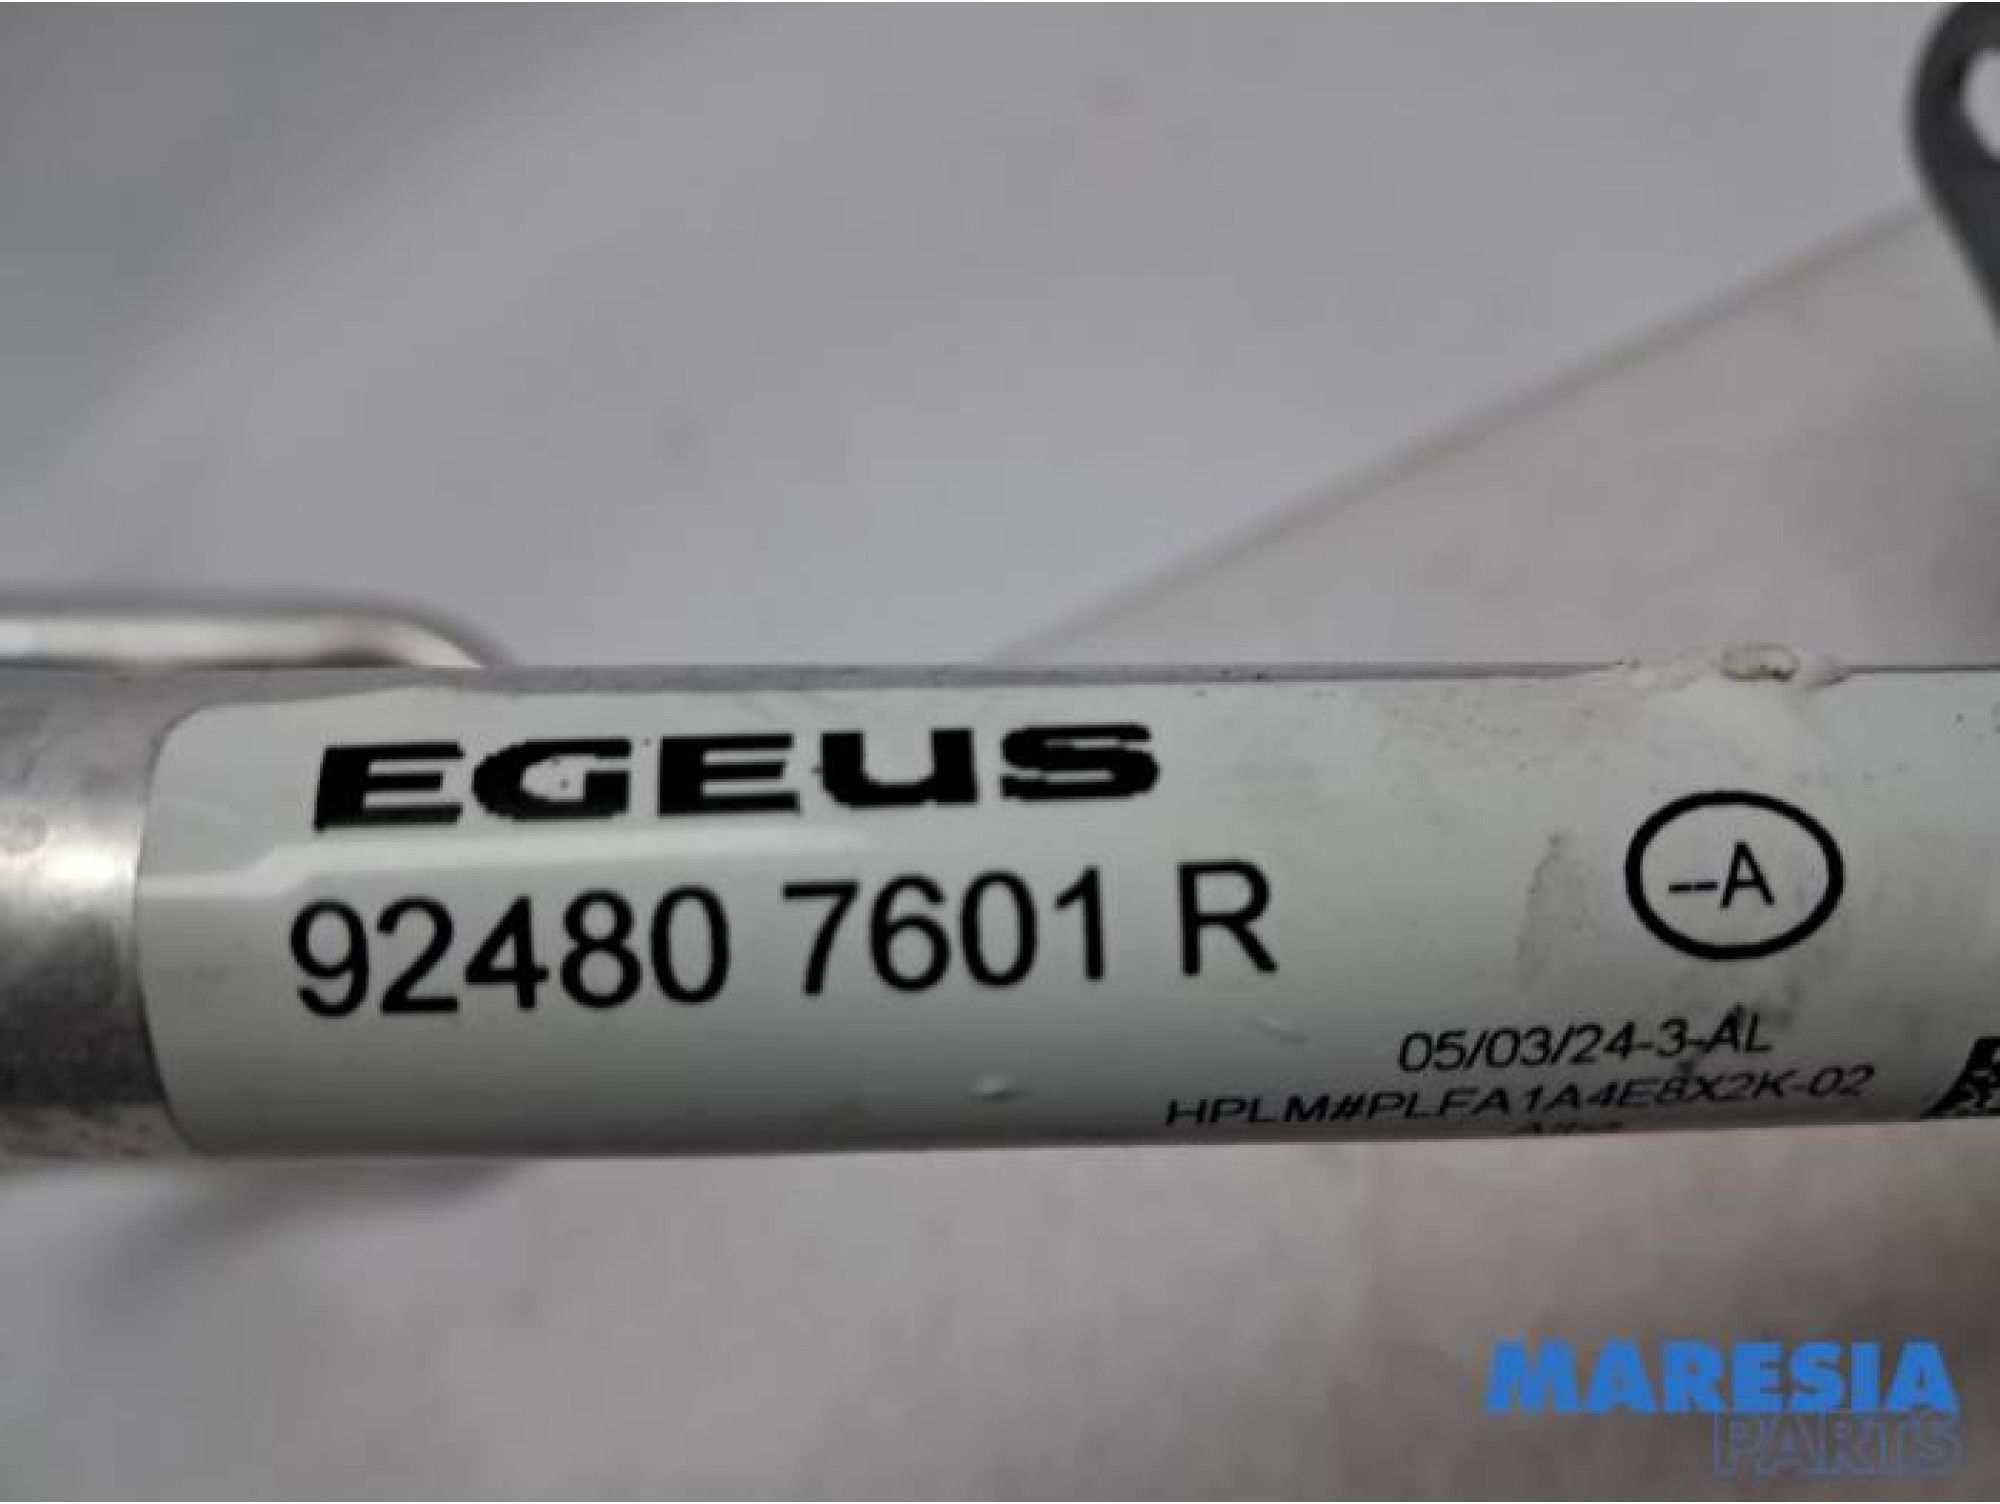 EGEUS
92480 7601 R
--A
05/03/24-3-AL
HPLM#PLFA1A4E8X2K-02
MARESIA
PARTS